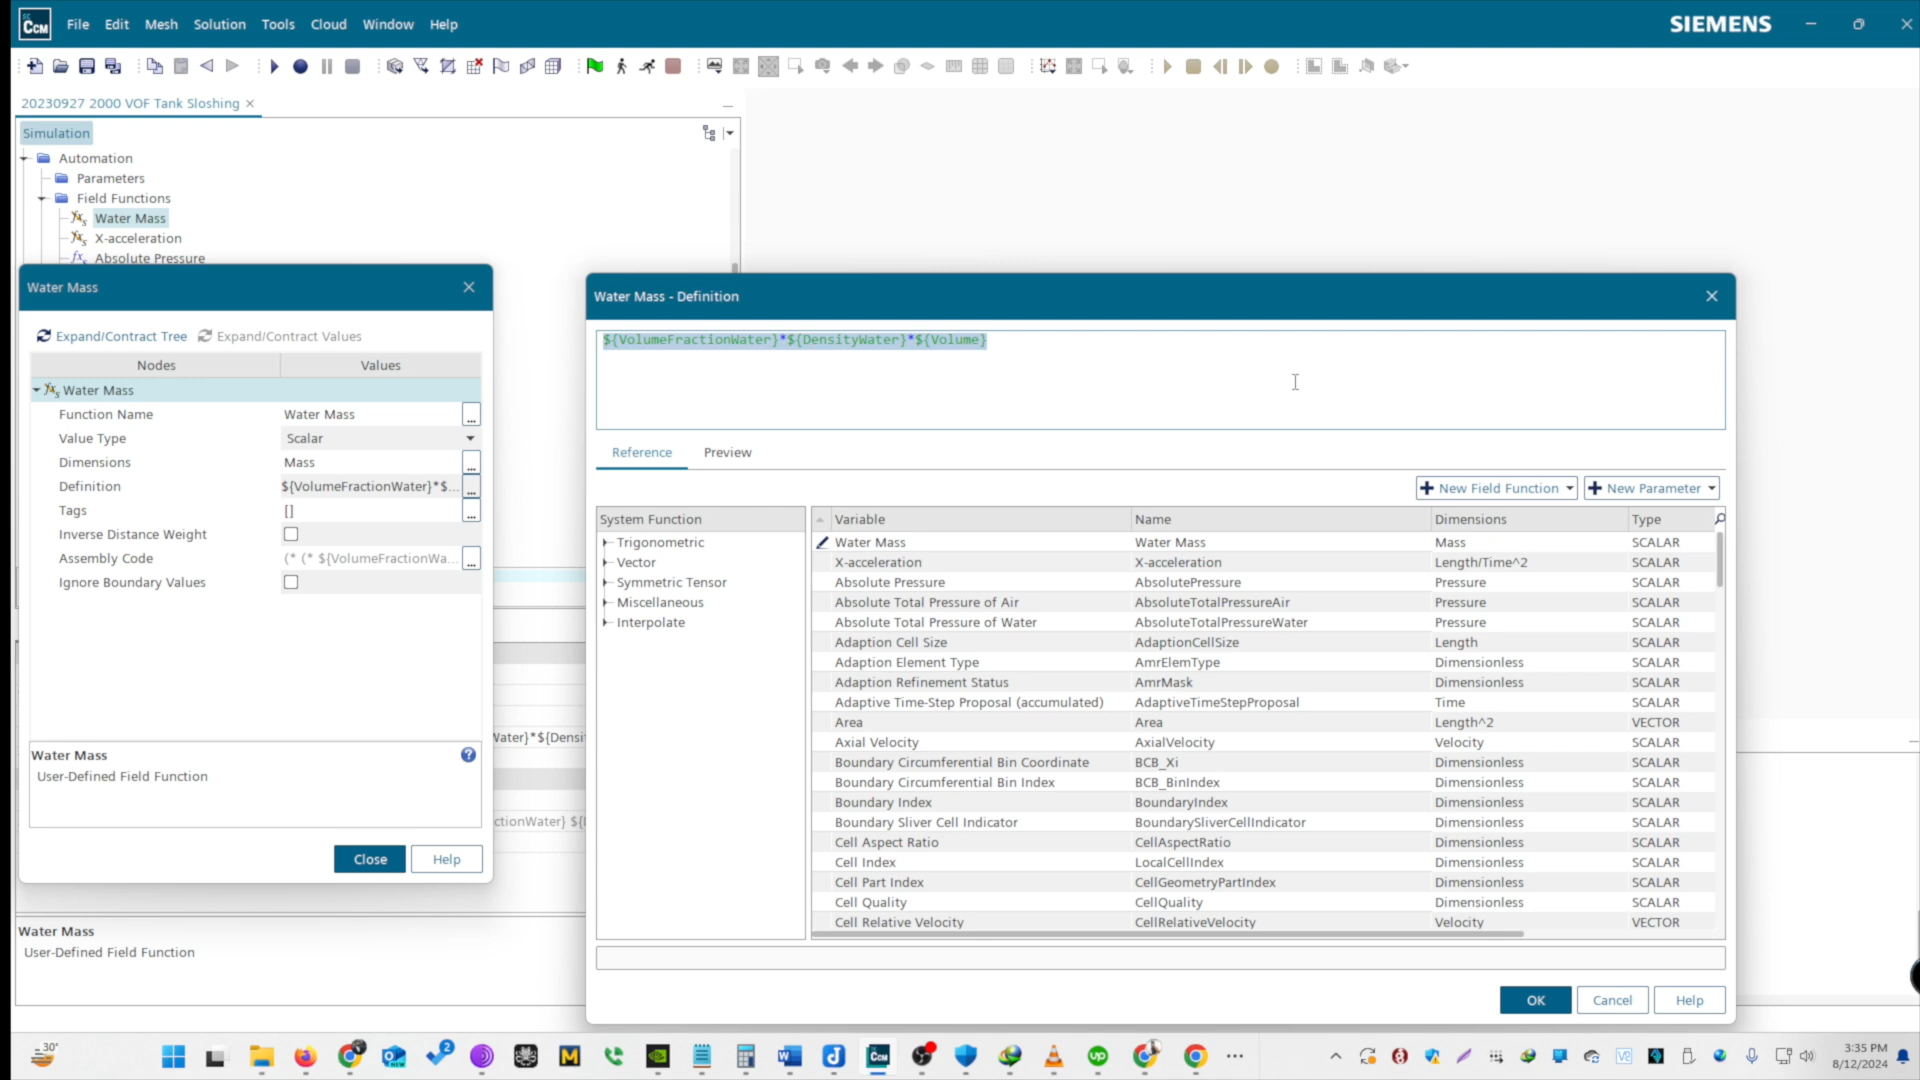 CCM File Edit Mesh Solution Tools Cloud Window Help SIEMENS
20230927 2000 VOF Tank Sloshing
Simulation
Automation
Parameters
Field Functions
Water Mass
X-acceleration
Absolute Pressure
Water Mass
Expand/Contract Tree Expand/Contract Values
Nodes Values
Water Mass
Function Name Water Mass ...
Value Type Scalar
Dimensions Mass ...
Definition ${VolumeFractionWater}*$... ...
Tags [] ...
Inverse Distance Weight
Assembly Code (* (* ${VolumeFractionWa... ...
Ignore Boundary Values
Water Mass
User-Defined Field Function
Close Help
Vater}*${Densi
ctionWater} ${
Water Mass
User-Defined Field Function
Water Mass - Definition
${VolumeFractionWater}*${DensityWater}*${Volume}
Reference Preview
New Field Function New Parameter
System Function
Trigonometric
Vector
Symmetric Tensor
Miscellaneous
Interpolate
Variable Name Dimensions Type
Water Mass Water Mass Mass SCALAR
X-acceleration X-acceleration Length/Time^2 SCALAR
Absolute Pressure AbsolutePressure Pressure SCALAR
Absolute Total Pressure of Air AbsoluteTotalPressureAir Pressure SCALAR
Absolute Total Pressure of Water AbsoluteTotalPressureWater Pressure SCALAR
Adaption Cell Size AdaptionCellSize Length SCALAR
Adaption Element Type AmrElemType Dimensionless SCALAR
Adaption Refinement Status AmrMask Dimensionless SCALAR
Adaptive Time-Step Proposal (accumulated) AdaptiveTimeStepProposal Time SCALAR
Area Area Length^2 VECTOR
Axial Velocity AxialVelocity Velocity SCALAR
Boundary Circumferential Bin Coordinate BCB_Xi Dimensionless SCALAR
Boundary Circumferential Bin Index BCB_BinIndex Dimensionless SCALAR
Boundary Index BoundaryIndex Dimensionless SCALAR
Boundary Sliver Cell Indicator BoundarySliverCellIndicator Dimensionless SCALAR
Cell Aspect Ratio CellAspectRatio Dimensionless SCALAR
Cell Index LocalCellIndex Dimensionless SCALAR
Cell Part Index CellGeometryPartIndex Dimensionless SCALAR
Cell Quality CellQuality Dimensionless SCALAR
Cell Relative Velocity CellRelativeVelocity Velocity VECTOR
OK Cancel Help
30° 2 3:35 PM
8/12/2024